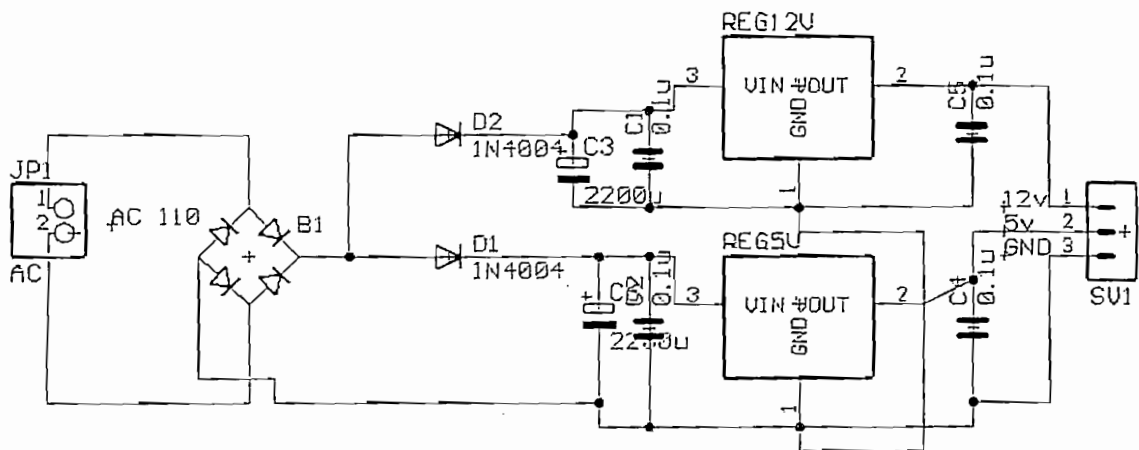 REG12V
VIN +VOUT
GND
3
2
1
D2
1N4004
C3
2200u
C1
0.1u
C5
0.1u
JP1
1
2
AC
AC 110
B1
D1
1N4004
2200u
0.1u
REG5V
VIN +VOUT
GND
3
2
1
C4
0.1u
12v
5v
GND
1
2
3
SV1